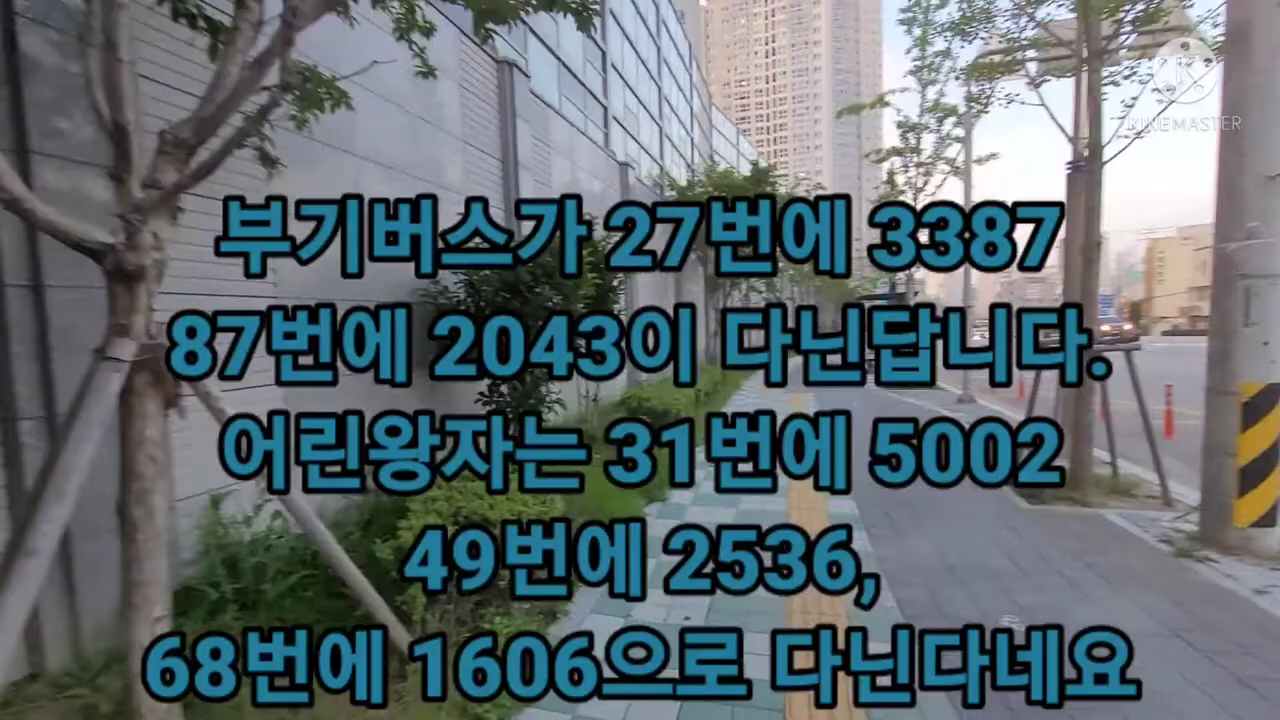 KINEMASTER
부기버스가 27번에 3387
87번에 2043이 다닌답니다.
어린왕자는 31번에 5002
49번에 2536,
68번에 1606으로 다닌다네요